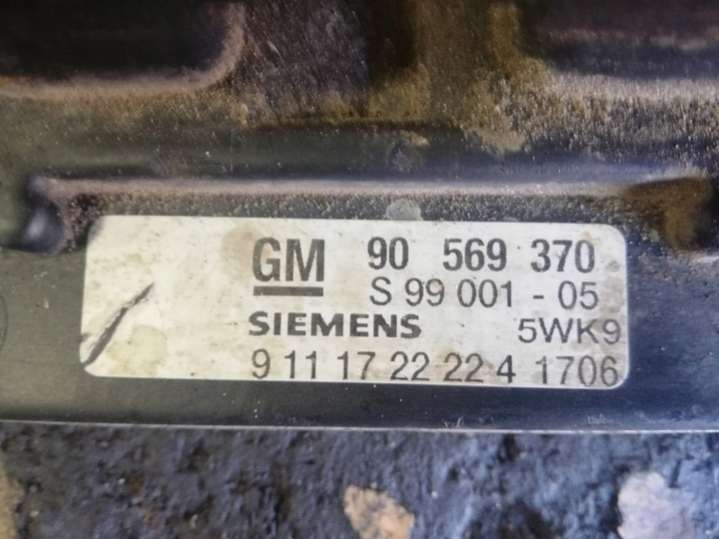 GM 90 569 370
S 99 001 - 05
SIEMENS 5WK9
9 11 17 22 22 4 1706